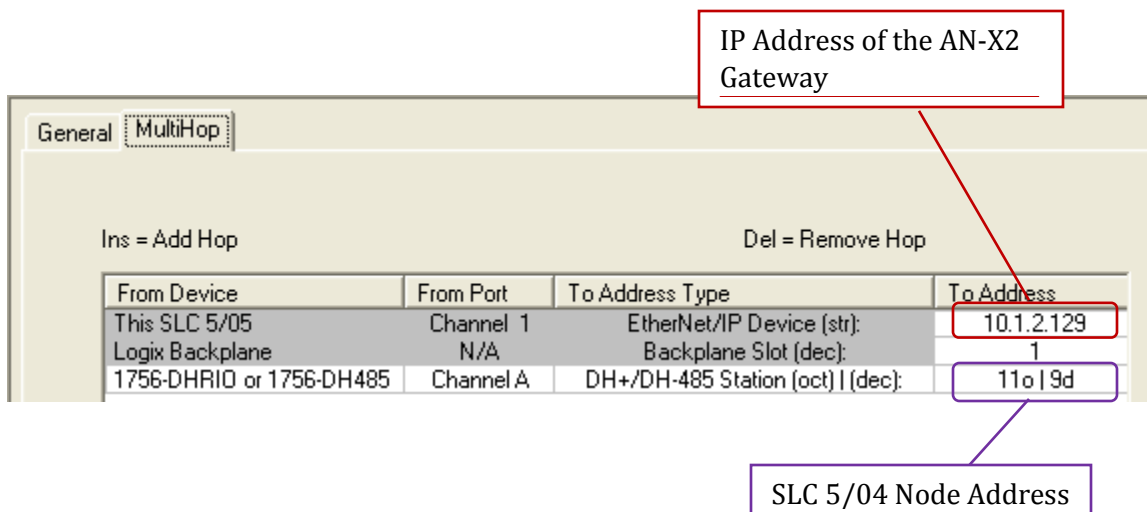 IP Address of the AN-X2
Gateway
General MultiHop
Ins = Add Hop Del = Remove Hop
From Device From Port To Address Type To Address
This SLC 5/05 Channel 1 EtherNet/IP Device (str): 10.1.2.129
Logix Backplane N/A Backplane Slot (dec): 1
1756-DHRIO or 1756-DH485 Channel A DH+/DH-485 Station (oct) | (dec): 11o | 9d
SLC 5/04 Node Address